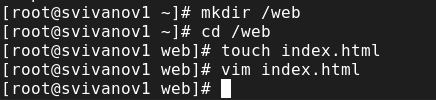 [root@svivanov1 ~]# mkdir /web
[root@svivanov1 ~]# cd /web
[root@svivanov1 web]# touch index.html
[root@svivanov1 web]# vim index.html
[root@svivanov1 web]#